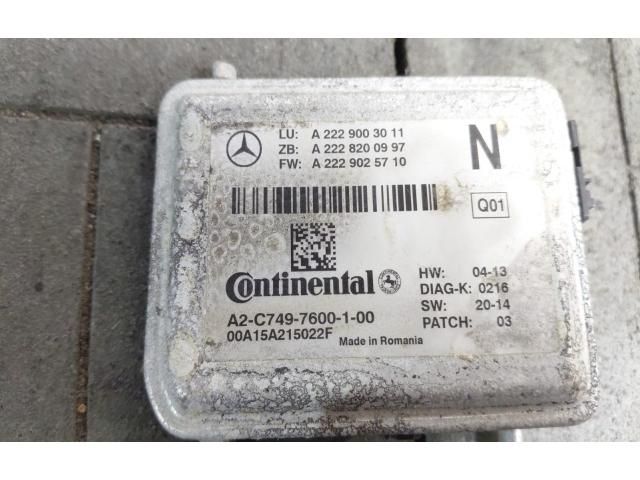 LU: A 222 900 30 11
ZB: A 222 820 09 97
FW: A 222 902 57 10
N
Q01
Continental
HW: 04-13
DIAG-K: 0216
SW: 20-14
PATCH: 03
A2-C749-7600-1-00
00A15A215022F
Made in Romania